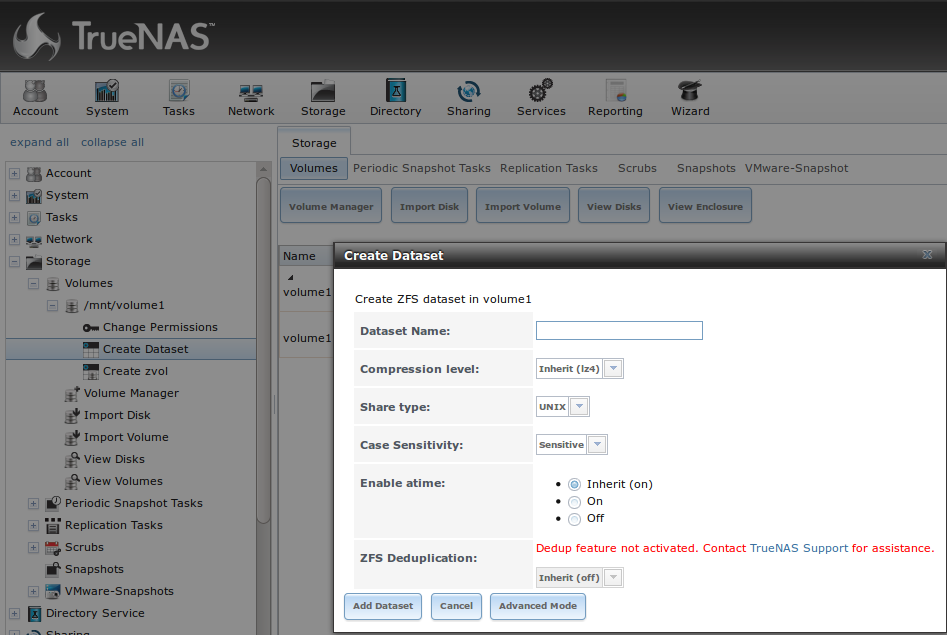 TrueNAS™
Account System Tasks Network Storage Directory Sharing Services Reporting Wizard
expand all collapse all
Account
System
Tasks
Network
Storage
Volumes
/mnt/volume1
Change Permissions
Create Dataset
Create zvol
Volume Manager
Import Disk
Import Volume
View Disks
View Volumes
Periodic Snapshot Tasks
Replication Tasks
Scrubs
Snapshots
VMware-Snapshots
Directory Service
Sharing
Storage
Volumes Periodic Snapshot Tasks Replication Tasks Scrubs Snapshots VMware-Snapshot
Volume Manager Import Disk Import Volume View Disks View Enclosure
Name
volume1
volume1
Create Dataset
Create ZFS dataset in volume1
Dataset Name:
Compression level: Inherit (lz4)
Share type: UNIX
Case Sensitivity: Sensitive
Enable atime: Inherit (on)
On
Off
Dedup feature not activated. Contact TrueNAS Support for assistance.
ZFS Deduplication:
Inherit (off)
Add Dataset Cancel Advanced Mode